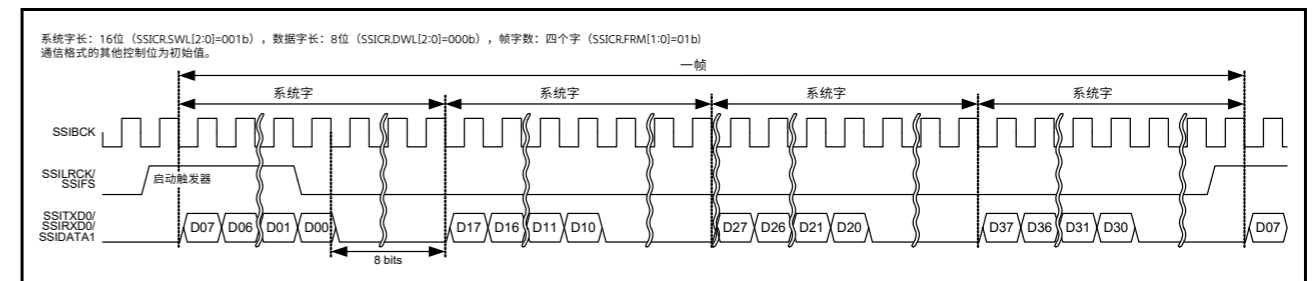 系统字长：16位（SSICR.SWL[2:0]=001b），数据字长：8位（SSICR.DWL[2:0]=000b），帧字数：四个字（SSICR.FRM[1:0]=01b)
通信格式的其他控制位为初始值。
一帧
系统字 系统字 系统字 系统字
SSIBCK
SSILRCK/
SSIFS
启动触发器
SSITXD0/
SSIRXD0/
SSIDATA1
D07 D06 D01 D00 D17 D16 D11 D10 D27 D26 D21 D20 D37 D36 D31 D30 D07
8 bits